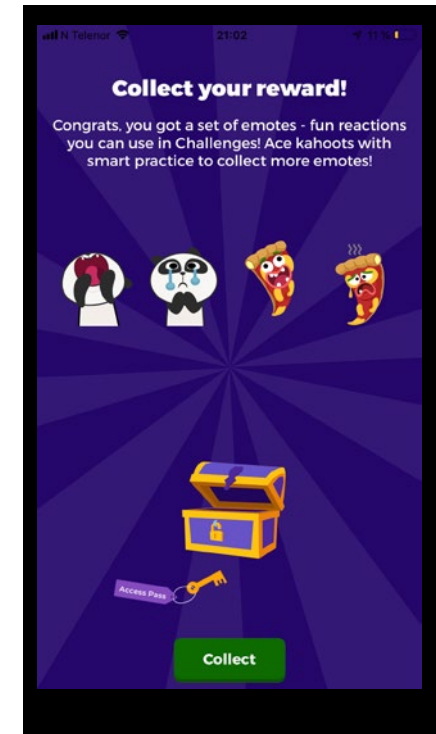 N Telenor 21:02 11 %
Collect your reward!
Congrats, you got a set of emotes - fun reactions
you can use in Challenges! Ace kahoots with
smart practice to collect more emotes!
Access Pass
Collect